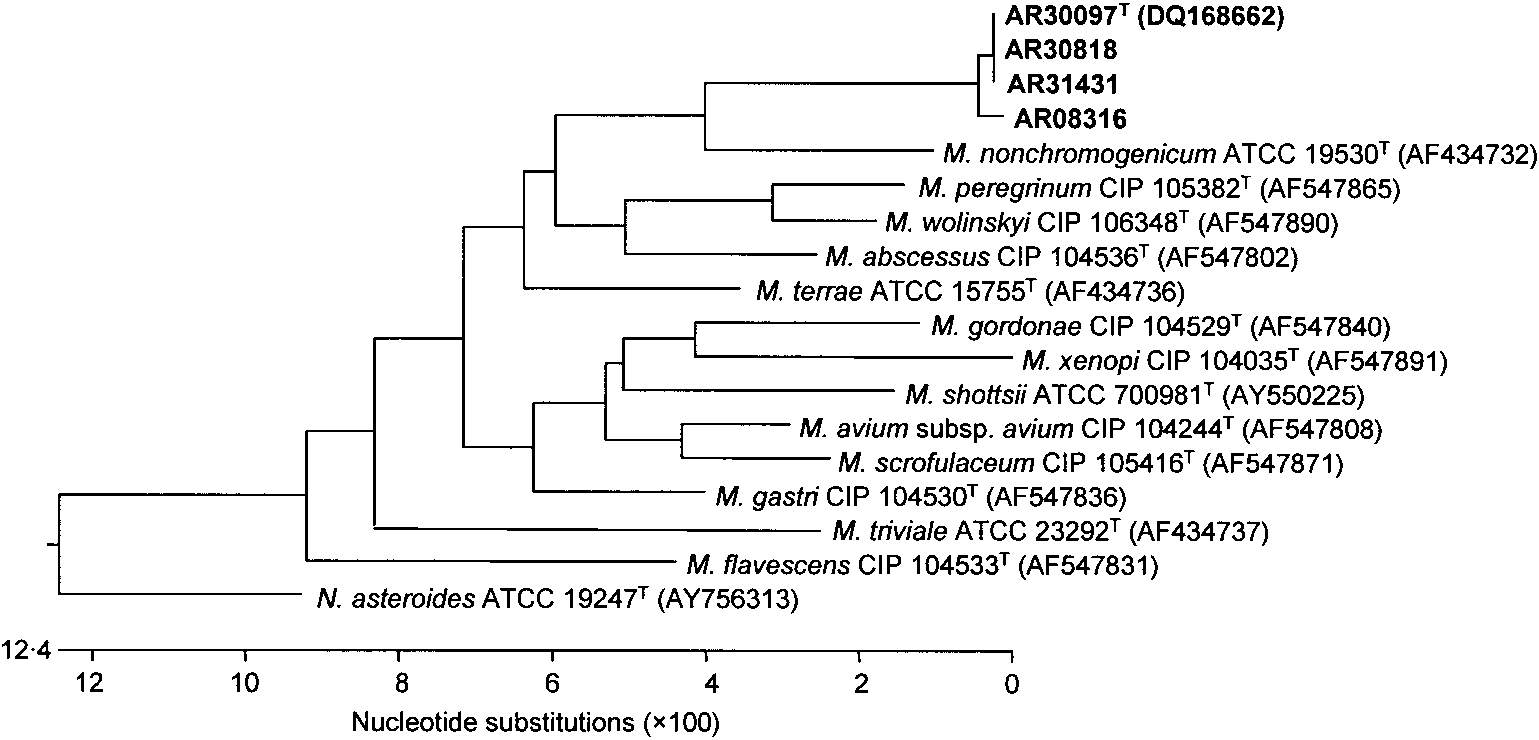 AR30097ᵀ (DQ168662)
AR30818
AR31431
AR08316
M. nonchromogenicum ATCC 19530ᵀ (AF434732)
M. peregrinum CIP 105382ᵀ (AF547865)
M. wolinskyi CIP 106348ᵀ (AF547890)
M. abscessus CIP 104536ᵀ (AF547802)
M. terrae ATCC 15755ᵀ (AF434736)
M. gordonae CIP 104529ᵀ (AF547840)
M. xenopi CIP 104035ᵀ (AF547891)
M. shottsii ATCC 700981ᵀ (AY550225)
M. avium subsp. avium CIP 104244ᵀ (AF547808)
M. scrofulaceum CIP 105416ᵀ (AF547871)
M. gastri CIP 104530ᵀ (AF547836)
M. triviale ATCC 23292ᵀ (AF434737)
M. flavescens CIP 104533ᵀ (AF547831)
N. asteroides ATCC 19247ᵀ (AY756313)
12·4
12 10 8 6 4 2 0
Nucleotide substitutions (×100)